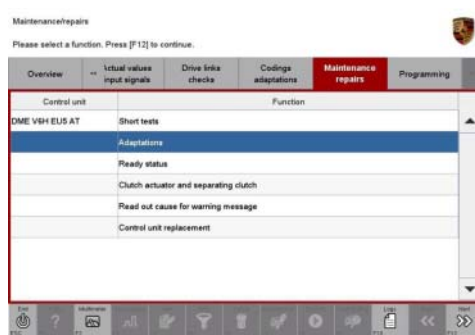 Maintenance/repairs
Please select a function. Press [F12] to continue.
Overview
Actual values
input signals
Drive links
checks
Codings
adaptations
Maintenance
repairs
Programming
Control unit
Function
DME V6H EU5 AT
Short tests
Adaptations
Ready status
Clutch actuator and separating clutch
Read out cause for warning message
Control unit replacement
Multimeter